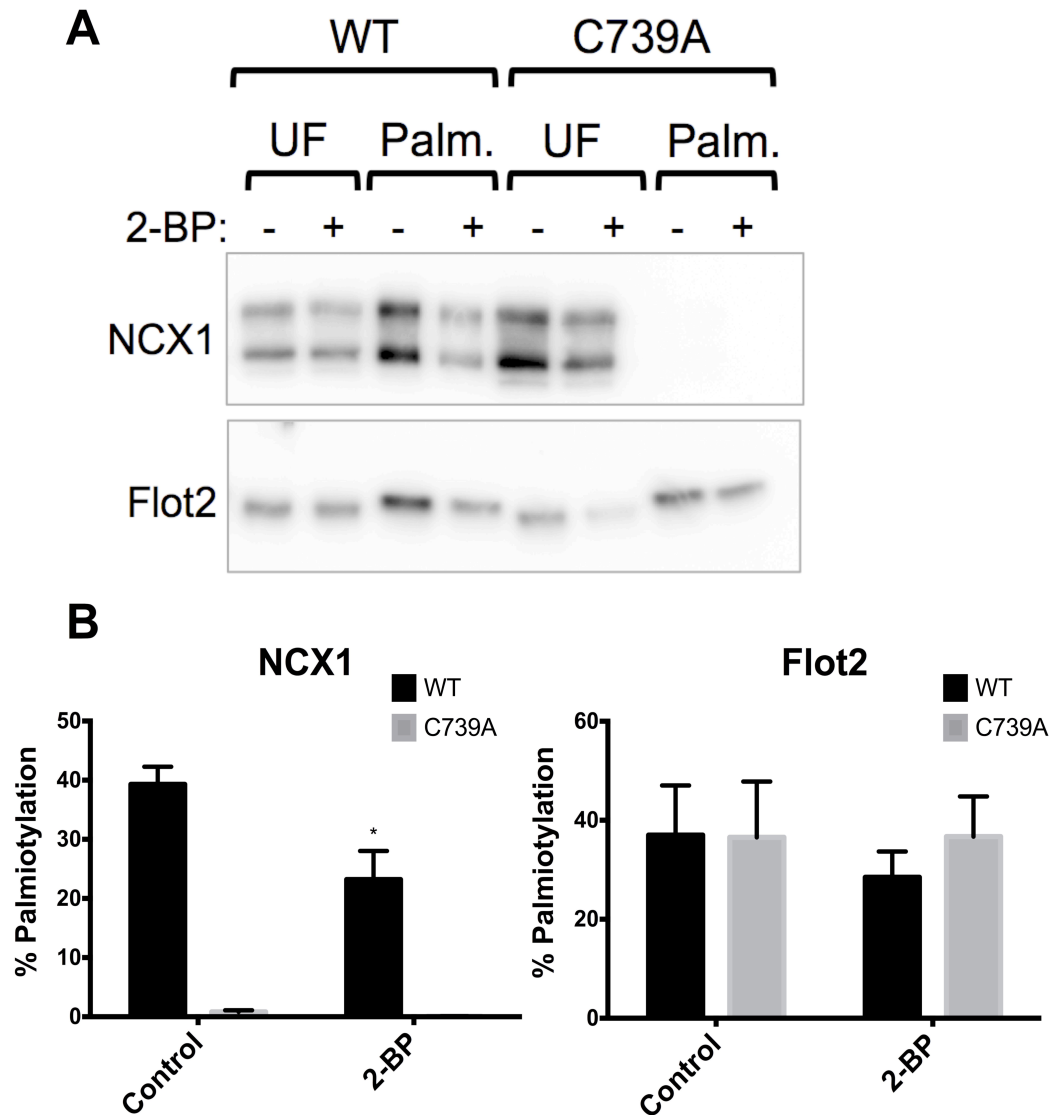 A
WT C739A
UF Palm. UF Palm.
2-BP: - + - + - + - +
NCX1
Flot2
B
NCX1
WT
C739A
% Palmiotylation
50
40
30
20
10
0
*
Control 2-BP
Flot2
WT
C739A
% Palmiotylation
60
40
20
0
Control 2-BP